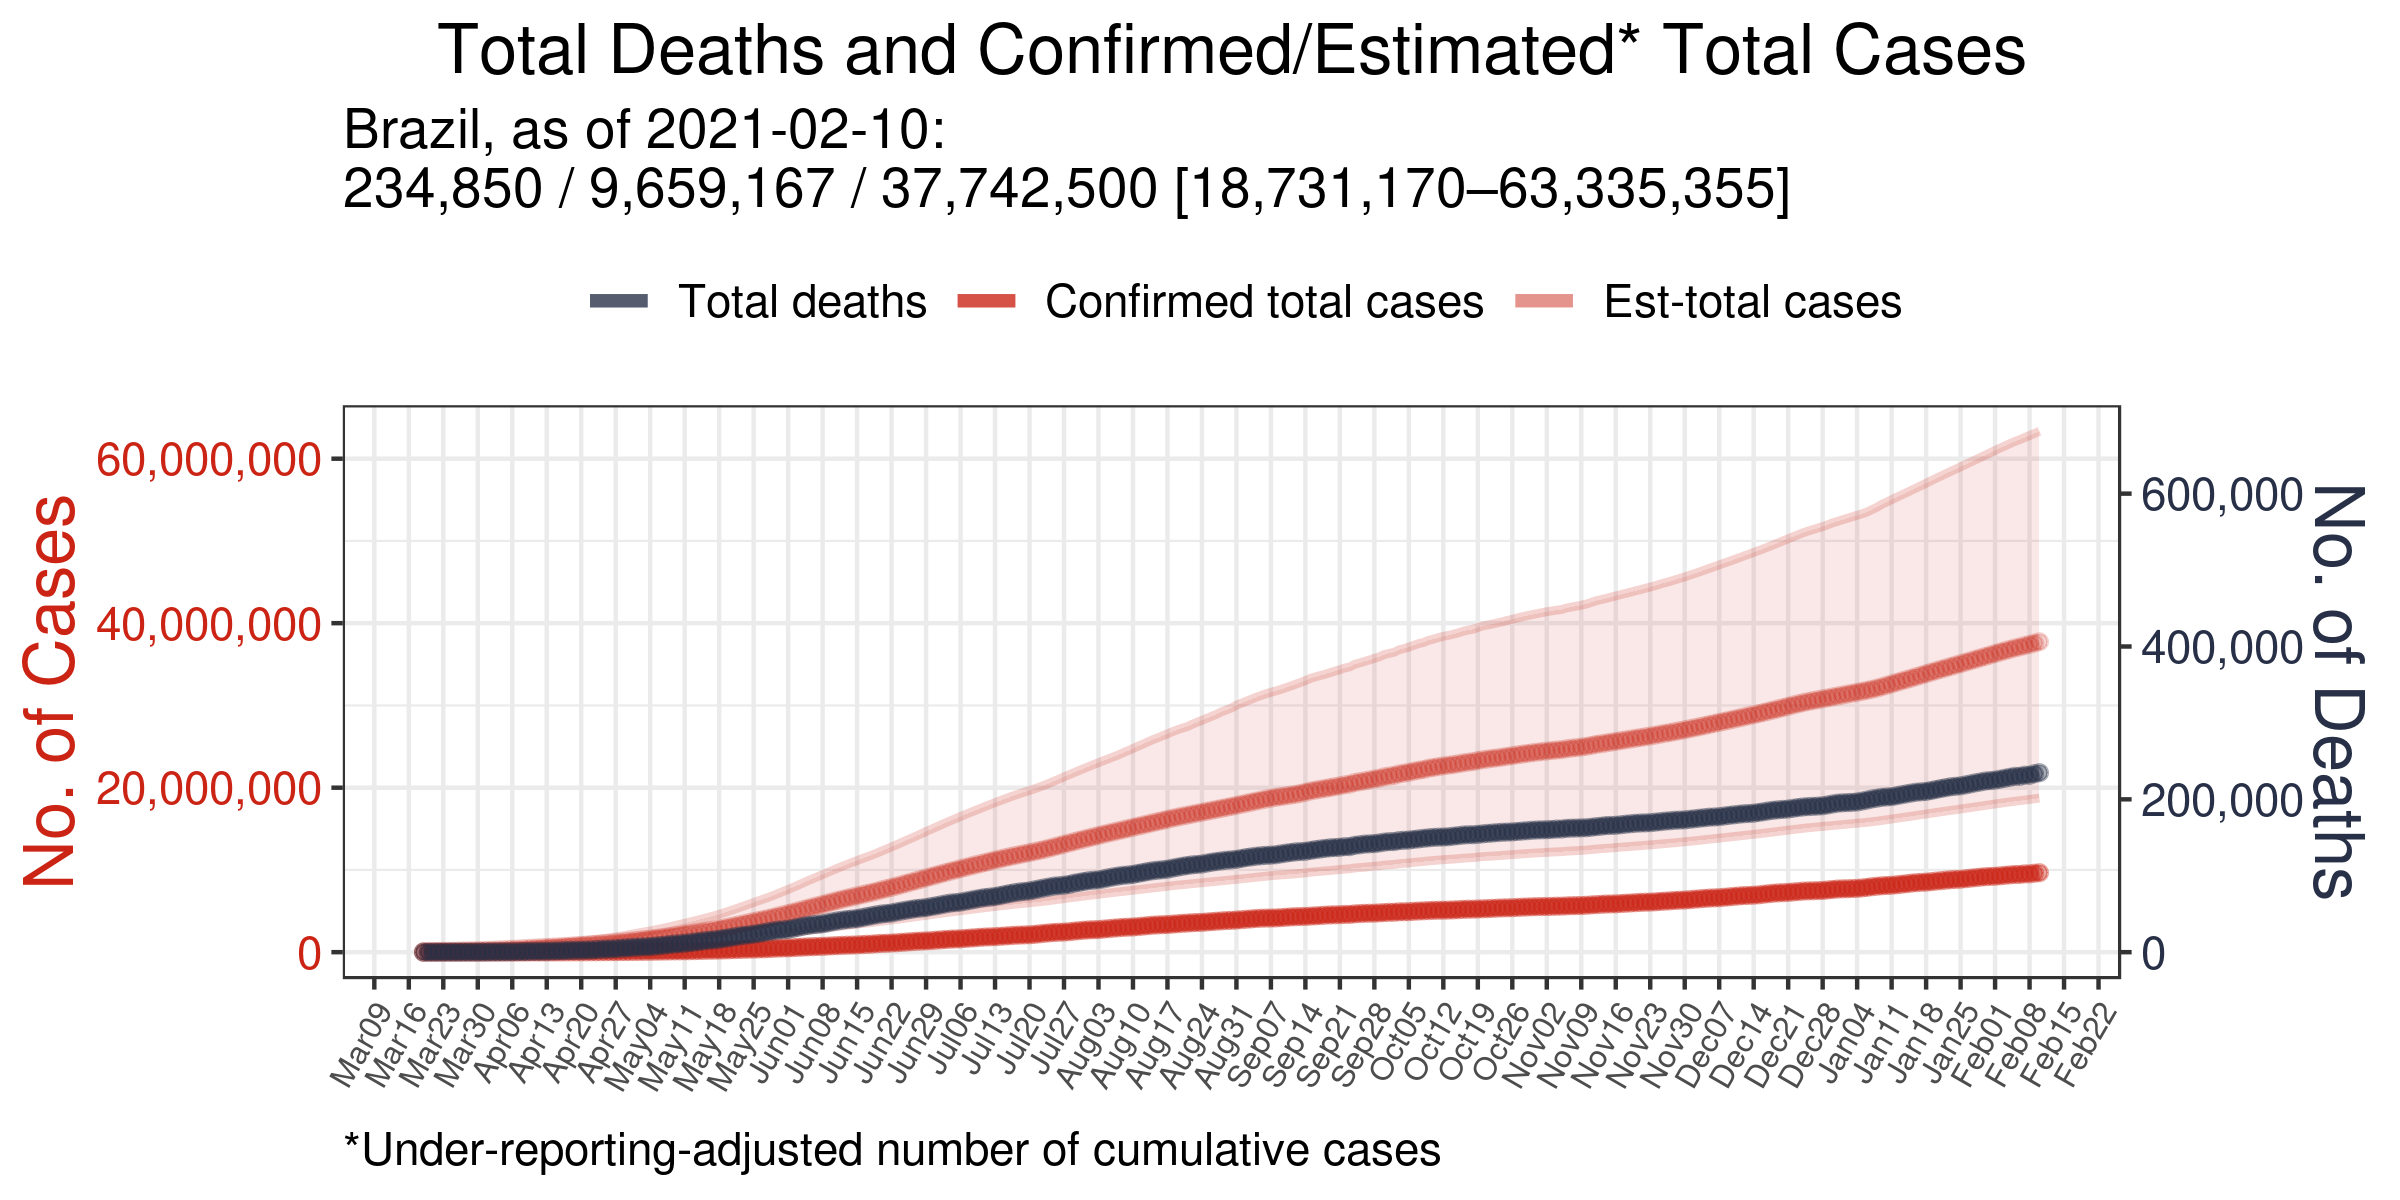 Total Deaths and Confirmed/Estimated* Total Cases
Brazil, as of 2021-02-10:
234,850 / 9,659,167 / 37,742,500 [18,731,170–63,335,355]
Total deaths
Confirmed total cases
Est-total cases
No. of Cases
60,000,000
40,000,000
20,000,000
0
600,000
400,000
200,000
0
No. of Deaths
Mar09
Mar16
Mar23
Mar30
Apr06
Apr13
Apr20
Apr27
May04
May11
May18
May25
Jun01
Jun08
Jun15
Jun22
Jun29
Jul06
Jul13
Jul20
Jul27
Aug03
Aug10
Aug17
Aug24
Aug31
Sep07
Sep14
Sep21
Sep28
Oct05
Oct12
Oct19
Oct26
Nov02
Nov09
Nov16
Nov23
Nov30
Dec07
Dec14
Dec21
Dec28
Jan04
Jan11
Jan18
Jan25
Feb01
Feb08
Feb15
Feb22
*Under-reporting-adjusted number of cumulative cases